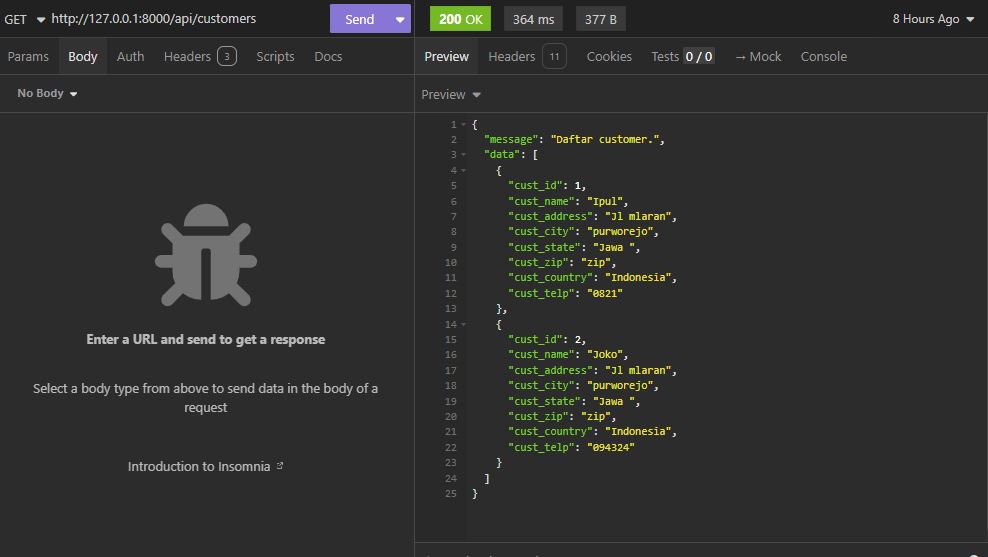 GET http://127.0.0.1:8000/api/customers Send 200 OK 364 ms 377 B 8 Hours Ago
Params Body Auth Headers 3 Scripts Docs
Preview Headers 11 Cookies Tests 0 / 0 → Mock Console
No Body
Preview
Enter a URL and send to get a response
Select a body type from above to send data in the body of a
request
Introduction to Insomnia
1 {
2 "message": "Daftar customer.",
3 "data": [
4 {
5 "cust_id": 1,
6 "cust_name": "Ipul",
7 "cust_address": "Jl mlaran",
8 "cust_city": "purworejo",
9 "cust_state": "Jawa ",
10 "cust_zip": "zip",
11 "cust_country": "Indonesia",
12 "cust_telp": "0821"
13 },
14 {
15 "cust_id": 2,
16 "cust_name": "Joko",
17 "cust_address": "Jl mlaran",
18 "cust_city": "purworejo",
19 "cust_state": "Jawa ",
20 "cust_zip": "zip",
21 "cust_country": "Indonesia",
22 "cust_telp": "094324"
23 }
24 ]
25 }